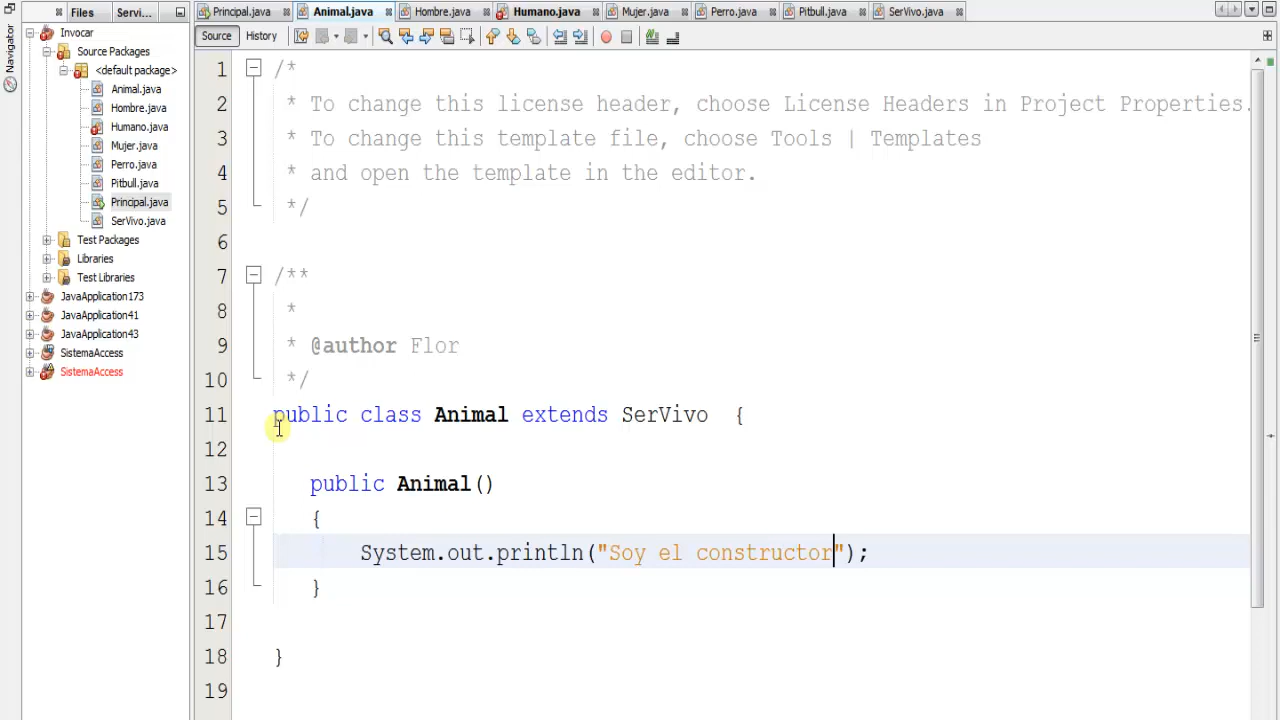 Files
Servi...
Navigator
Invocar
Source Packages
<default package>
Animal.java
Hombre.java
Humano.java
Mujer.java
Perro.java
Pitbull.java
Principal.java
SerVivo.java
Test Packages
Libraries
Test Libraries
JavaApplication173
JavaApplication41
JavaApplication43
SistemaAccess
SistemaAccess
Principal.java Animal.java Hombre.java Humano.java Mujer.java Perro.java Pitbull.java SerVivo.java
Source History
1 /*
2 * To change this license header, choose License Headers in Project Properties.
3 * To change this template file, choose Tools | Templates
4 * and open the template in the editor.
5 */
6
7 /**
8 *
9 * @author Flor
10 */
11 public class Animal extends SerVivo {
12
13 public Animal()
14 {
15 System.out.println("Soy el constructor");
16 }
17
18 }
19